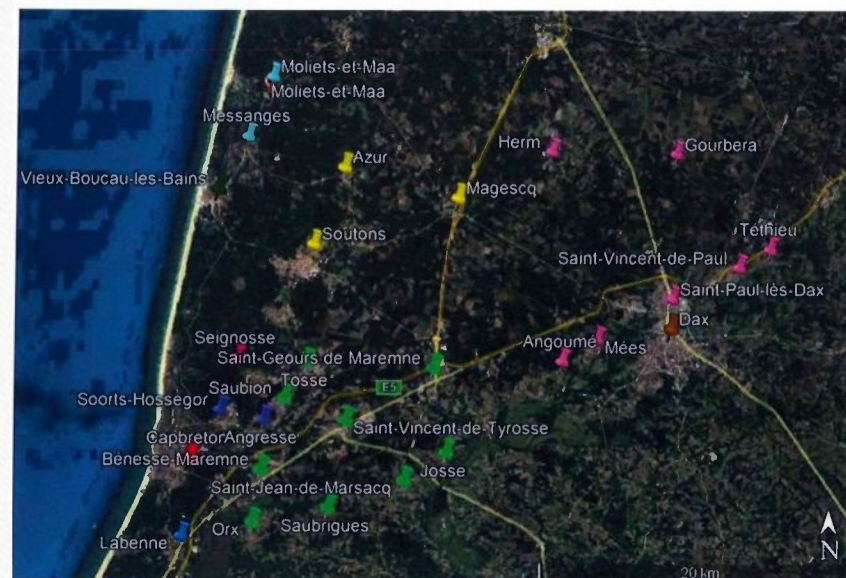 Moliets-et-Maa
Moliets-et-Maa
Messanges
Herm
Gourbera
Azur
Vieux-Boucau-les-Bains
Magescq
Soutons
Téthieu
Saint-Vincent-de-Paul
Saint-Paul-lès-Dax
Dax
Seignosse
Saint-Geours de Maremne
Angoumé
Mées
E5
Soorts-Hossegor
Saubion
Tosse
Capbreton
Angresse
Saint-Vincent-de-Tyrosse
Bénesse-Maremne
Josse
Saint-Jean-de-Marsacq
Orx
Saubrigues
Labenne
N
20 km